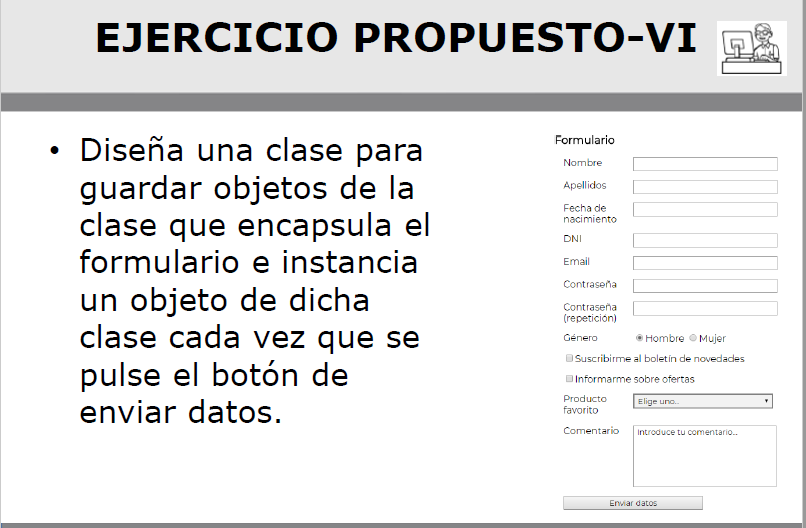 EJERCICIO PROPUESTO-VI
• Diseña una clase para
guardar objetos de la
clase que encapsula el
formulario e instancia
un objeto de dicha
clase cada vez que se
pulse el botón de
enviar datos.
Formulario
Nombre
Apellidos
Fecha de
nacimiento
DNI
Email
Contraseña
Contraseña
(repetición)
Género Hombre Mujer
Suscribirme al boletín de novedades
Informarme sobre ofertas
Producto
favorito
Elige uno..
Comentario
Introduce tu comentario...
Enviar datos